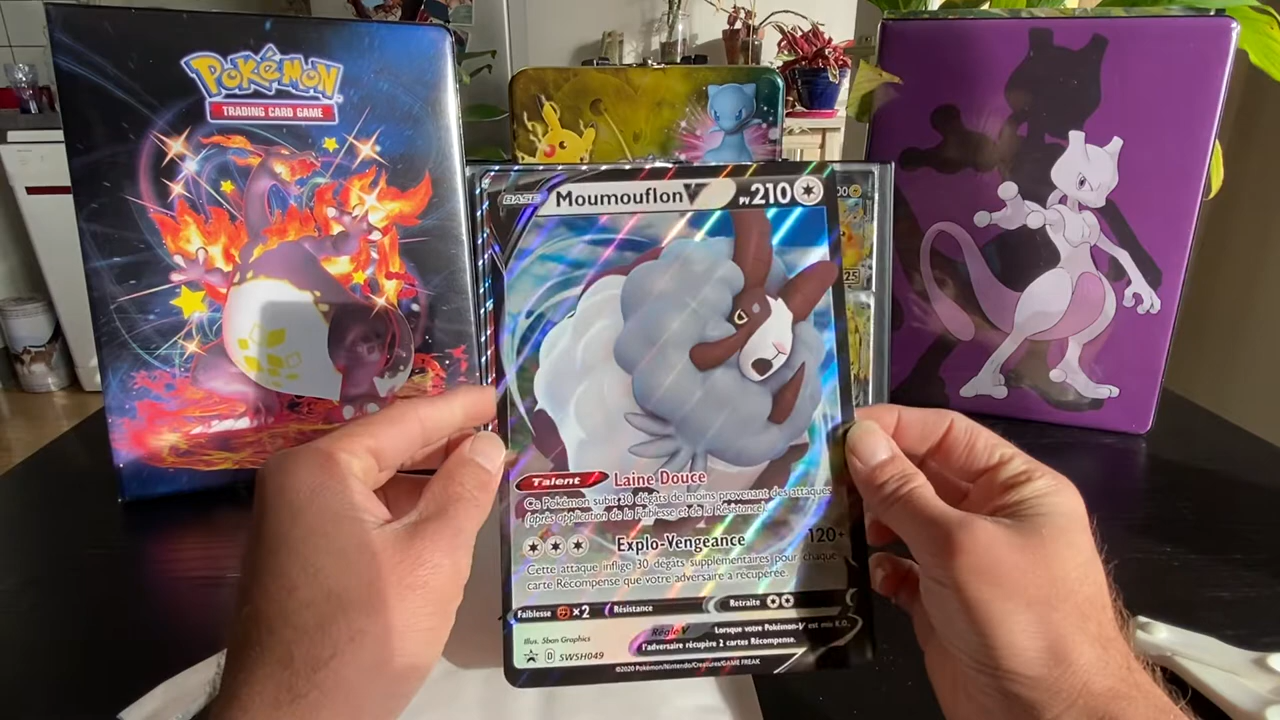 POKéMON
TRADING CARD GAME
BASE
Moumouflon V
PV 210
Talent Laine Douce
Ce Pokémon subit 30 dégâts de moins provenant des attaques
(après application de la Faiblesse et de la Résistance).
Explo-Vengeance 120+
Cette attaque inflige 30 dégâts supplémentaires pour chaque
carte Récompense que votre adversaire a récupérée.
Faiblesse ×2 Résistance Retraite
Illus. 5ban Graphics
Règle V Lorsque votre Pokémon-V est mis K.O.,
l'adversaire récupère 2 cartes Récompense.
D SWSH049
©2020 Pokémon/Nintendo/Creatures/GAME FREAK
25